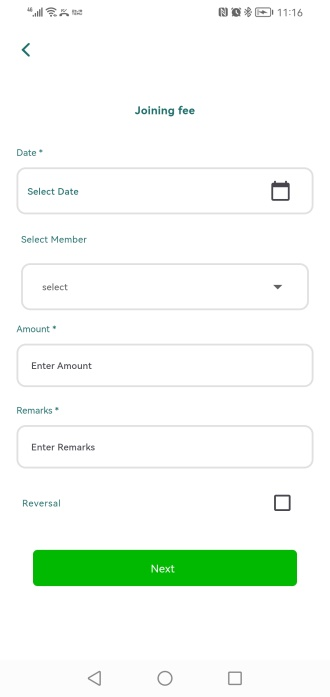 11:16
Joining fee
Date *
Select Date
Select Member
select
Amount *
Enter Amount
Remarks *
Enter Remarks
Reversal
Next